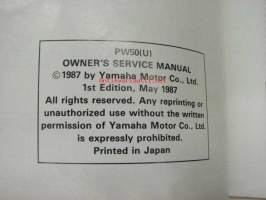 PW50(U)
OWNER'S SERVICE MANUAL
©1987 by Yamaha Motor Co., Ltd.
1st Edition, May 1987
All rights reserved. Any reprinting or
unauthorized use without the written
permission of Yamaha Motor Co., Ltd.
is expressly prohibited.
Printed in Japan